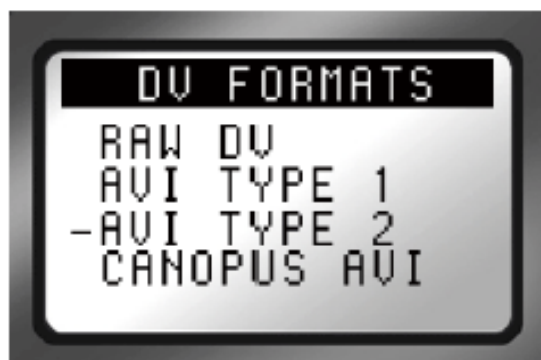 DV FORMATS
RAW DV
AVI TYPE 1
-AVI TYPE 2
CANOPUS AVI